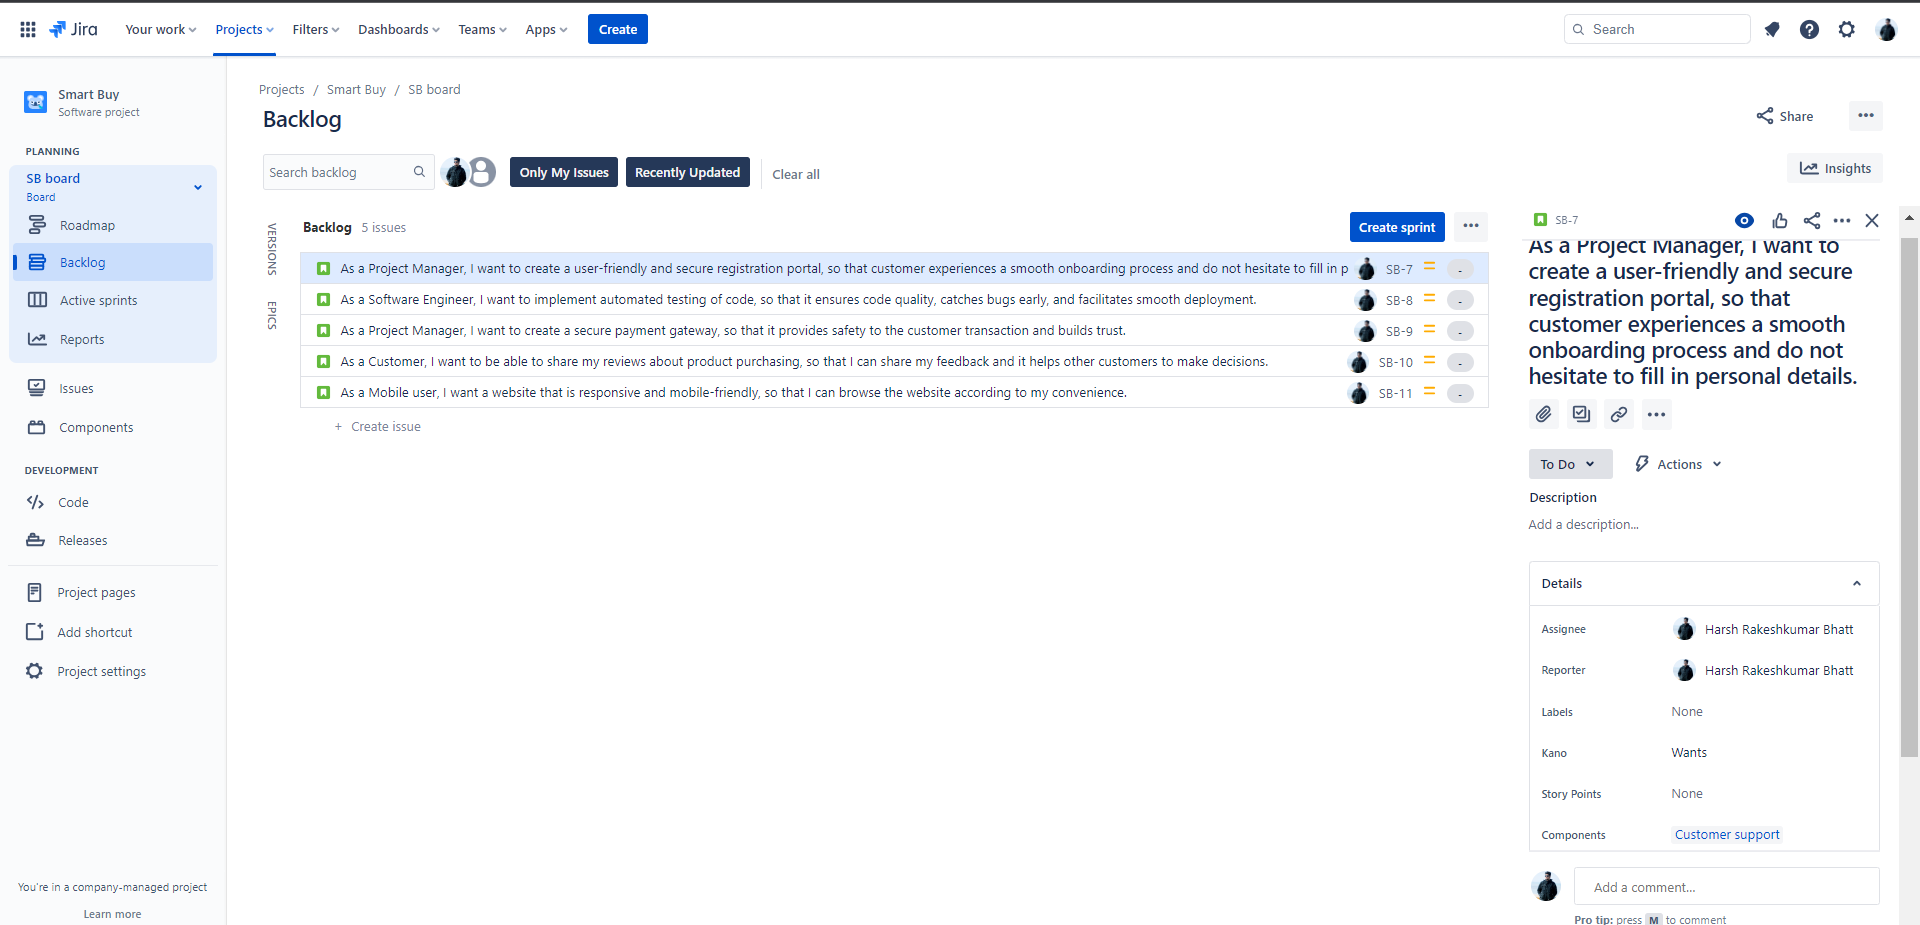 Jira
Your work
Projects
Filters
Dashboards
Teams
Apps
Create
Search
Smart Buy
Software project
PLANNING
SB board
Board
Roadmap
Backlog
Active sprints
Reports
Issues
Components
DEVELOPMENT
Code
Releases
Project pages
Add shortcut
Project settings
You're in a company-managed project
Learn more
Projects / Smart Buy / SB board
Backlog
Share
Search backlog
Only My Issues
Recently Updated
Clear all
Insights
VERSIONS
EPICS
Backlog 5 issues
Create sprint
As a Project Manager, I want to create a user-friendly and secure registration portal, so that customer experiences a smooth onboarding process and do not hesitate to fill in p SB-7 -
As a Software Engineer, I want to implement automated testing of code, so that it ensures code quality, catches bugs early, and facilitates smooth deployment. SB-8 -
As a Project Manager, I want to create a secure payment gateway, so that it provides safety to the customer transaction and builds trust. SB-9 -
As a Customer, I want to be able to share my reviews about product purchasing, so that I can share my feedback and it helps other customers to make decisions. SB-10 -
As a Mobile user, I want a website that is responsive and mobile-friendly, so that I can browse the website according to my convenience. SB-11 -
+ Create issue
SB-7
As a Project Manager, I want to
create a user-friendly and secure
registration portal, so that
customer experiences a smooth
onboarding process and do not
hesitate to fill in personal details.
To Do
Actions
Description
Add a description...
Details
Assignee Harsh Rakeshkumar Bhatt
Reporter Harsh Rakeshkumar Bhatt
Labels None
Kano Wants
Story Points None
Components Customer support
Add a comment...
Pro tip: press M to comment